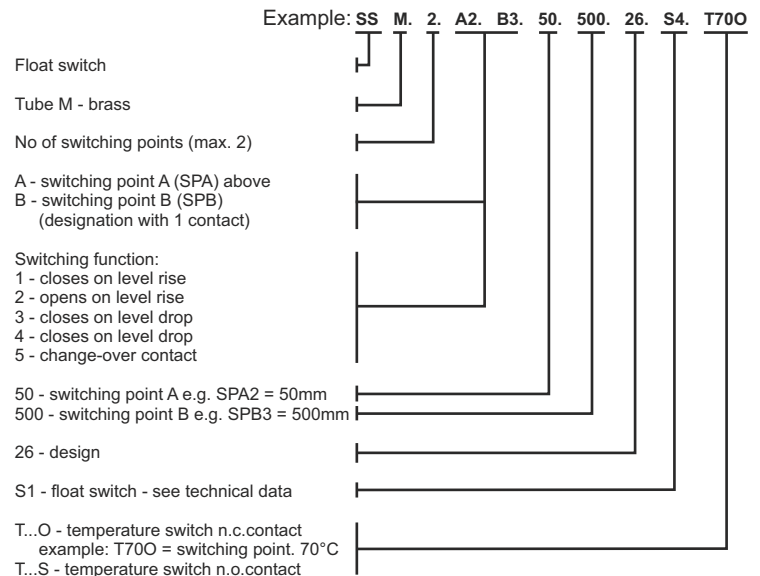 Example: SS M. 2. A2. B3. 50. 500. 26. S4. T70O
Float switch
Tube M - brass
No of switching points (max. 2)
A - switching point A (SPA) above
B - switching point B (SPB)
(designation with 1 contact)
Switching function:
1 - closes on level rise
2 - opens on level rise
3 - closes on level drop
4 - closes on level drop
5 - change-over contact
50 - switching point A e.g. SPA2 = 50mm
500 - switching point B e.g. SPB3 = 500mm
26 - design
S1 - float switch - see technical data
T...O - temperature switch n.c.contact
example: T70O = switching point. 70°C
T...S - temperature switch n.o.contact